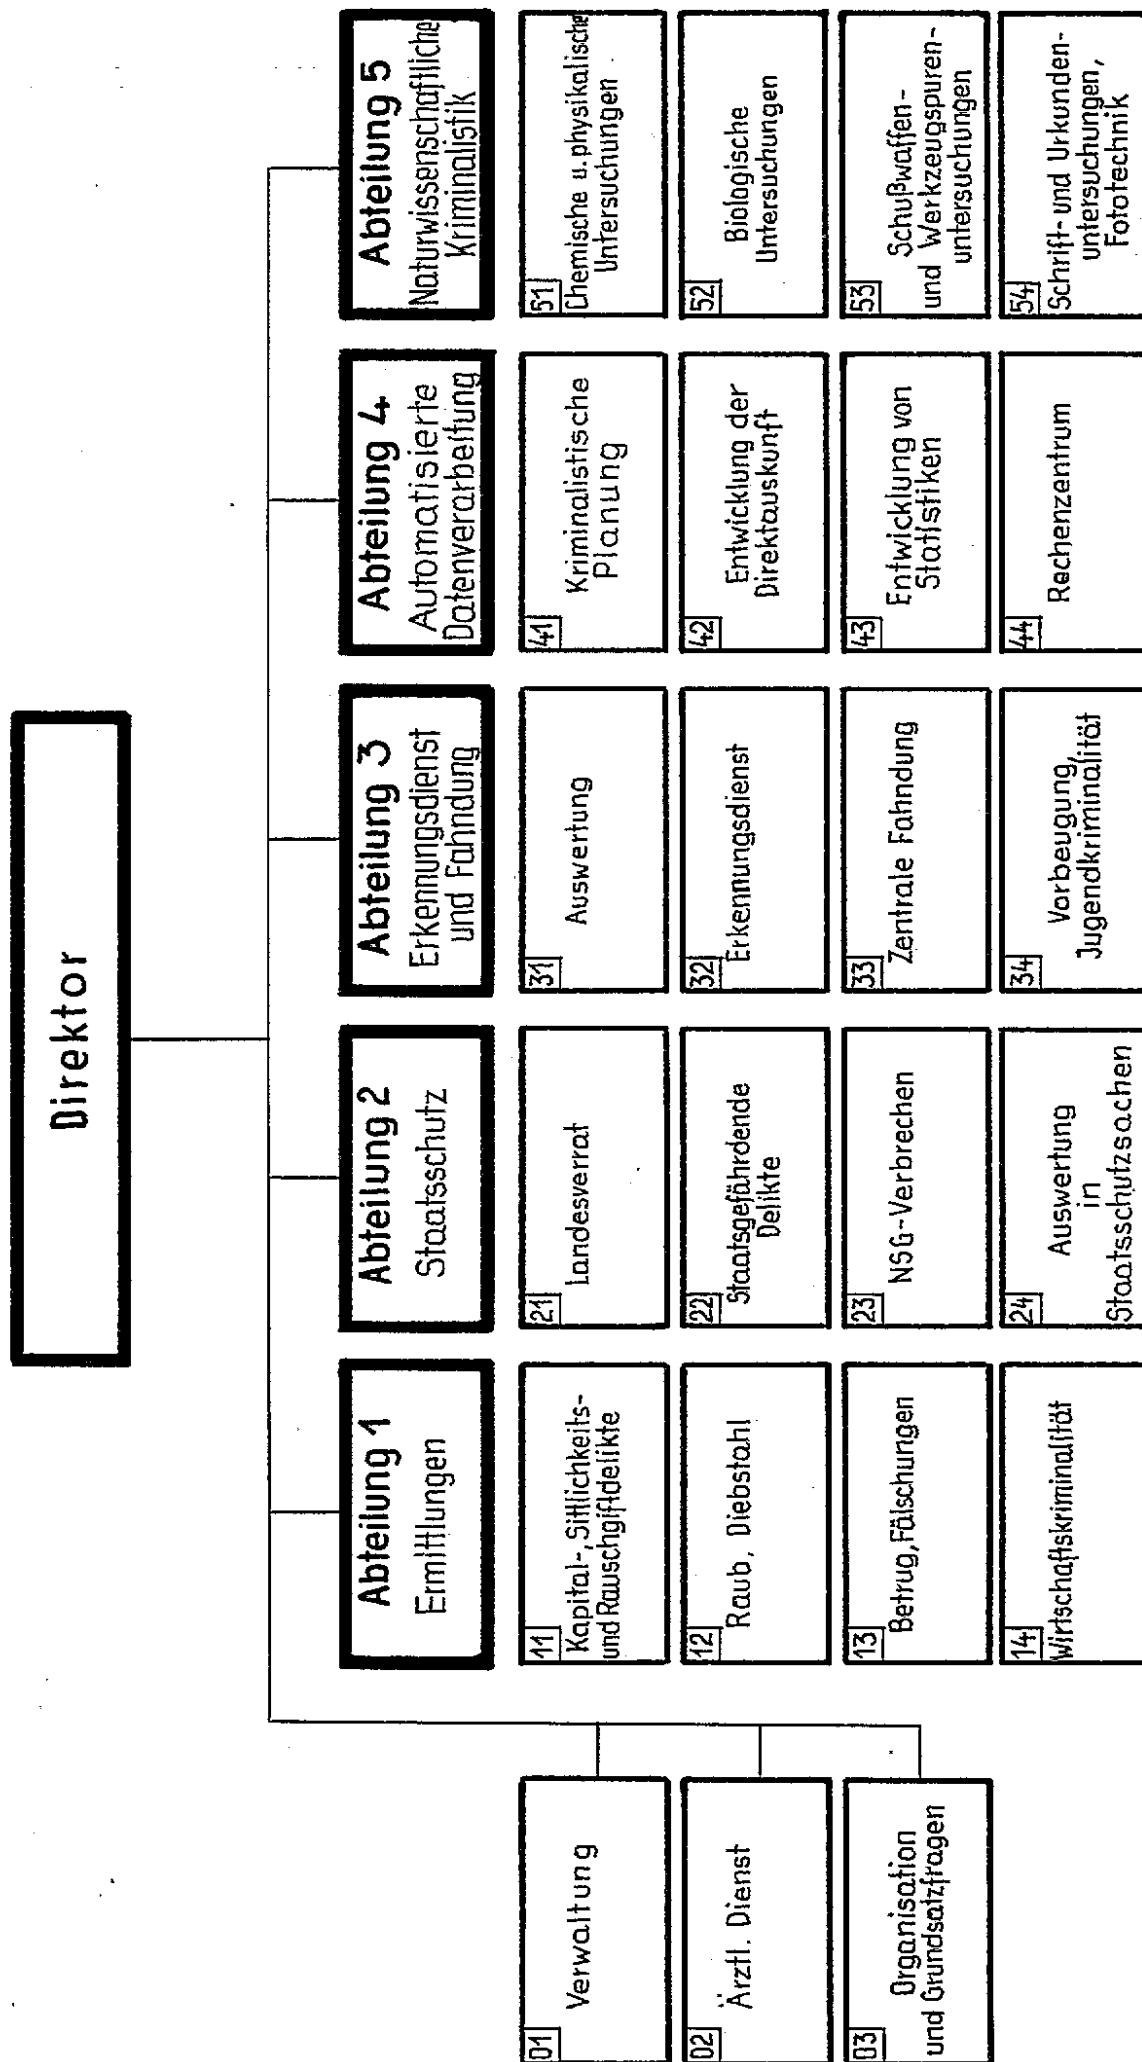 Direktor
Abteilung 1
Ermittlungen
Abteilung 2
Staatsschutz
Abteilung 3
Erkennungsdienst
und Fahndung
Abteilung 4
Automatisierte
Datenverarbeitung
Abteilung 5
Naturwissenschaftliche
Kriminalistik
01
Verwaltung
02
Ärztl. Dienst
03
Organisation
und Grundsatzfragen
11
Kapital-, Sittlichkeits-
und Rauschgiftdelikte
12
Raub, Diebstahl
13
Betrug, Fälschungen
14
Wirtschaftskriminalität
21
Landesverrat
22
Staatsgefährdende
Delikte
23
NSG-Verbrechen
24
Auswertung
in
Staatsschutzsachen
31
Auswertung
32
Erkennungsdienst
33
Zentrale Fahndung
34
Vorbeugung,
Jugendkriminalität
41
Kriminalistische
Planung
42
Entwicklung der
Direktauskunft
43
Entwicklung von
Statistiken
44
Rechenzentrum
51
Chemische u. physikalische
Untersuchungen
52
Biologische
Untersuchungen
53
Schußwaffen-
und Werkzeugspuren-
untersuchungen
54
Schrift- und Urkunden-
untersuchungen,
Fototechnik